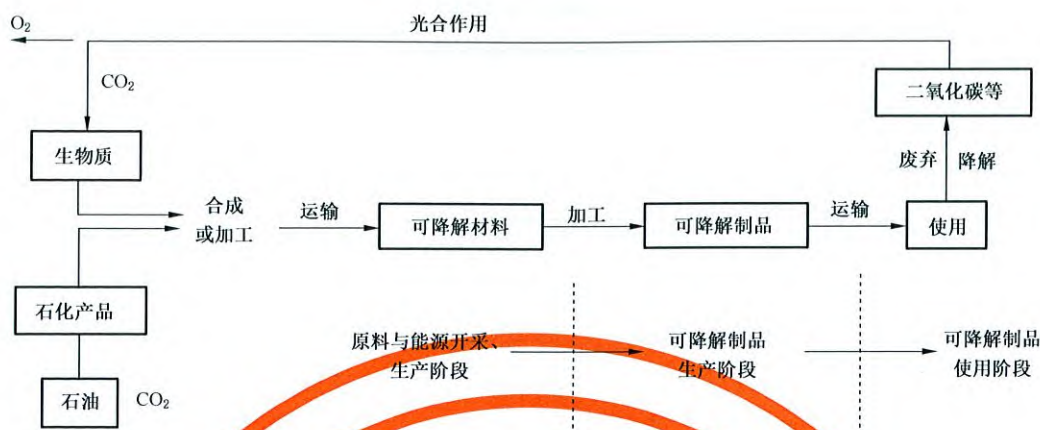 O₂
光合作用
CO₂
二氧化碳等
生物质
废弃 降解
合成
或加工
运输
可降解材料
加工
可降解制品
运输
使用
石化产品
原料与能源开采、
生产阶段
可降解制品
生产阶段
可降解制品
使用阶段
石油
CO₂